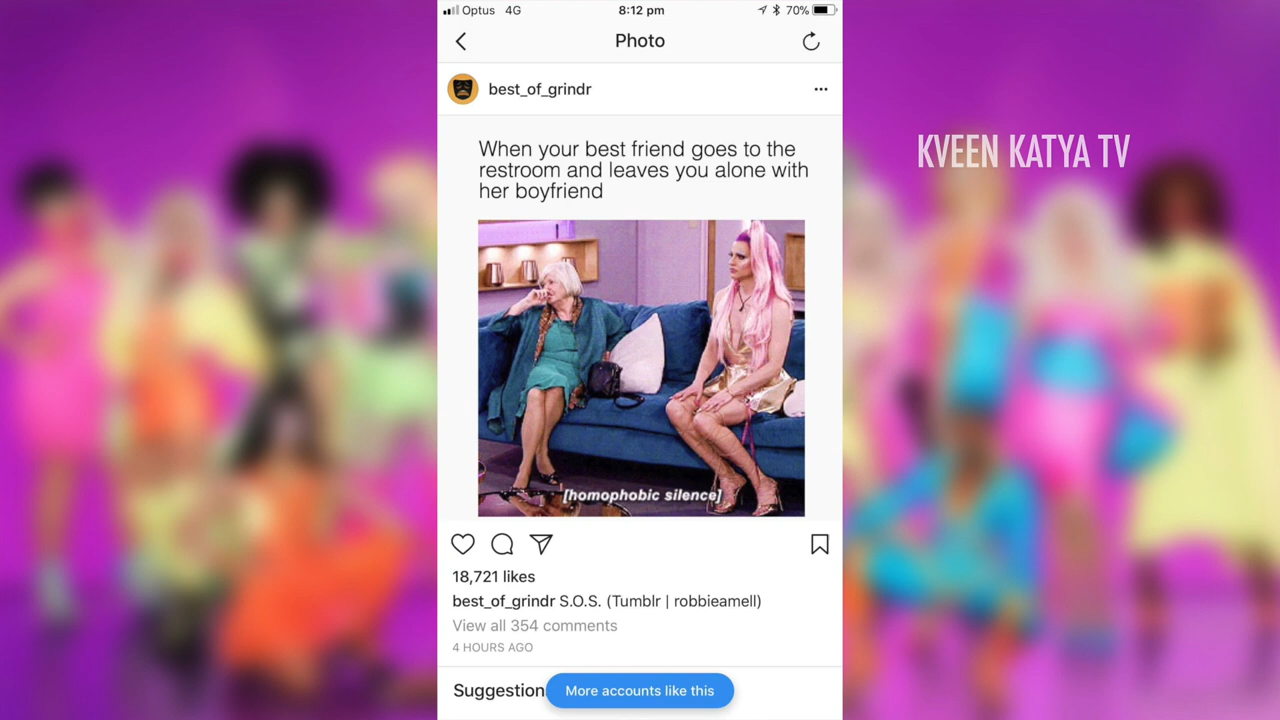 Optus 4G 8:12 pm 70%
Photo
best_of_grindr
KVEEN KATYA TV
When your best friend goes to the
restroom and leaves you alone with
her boyfriend
[homophobic silence]
18,721 likes
best_of_grindr S.O.S. (Tumblr | robbieamell)
View all 354 comments
4 HOURS AGO
Suggestion
More accounts like this